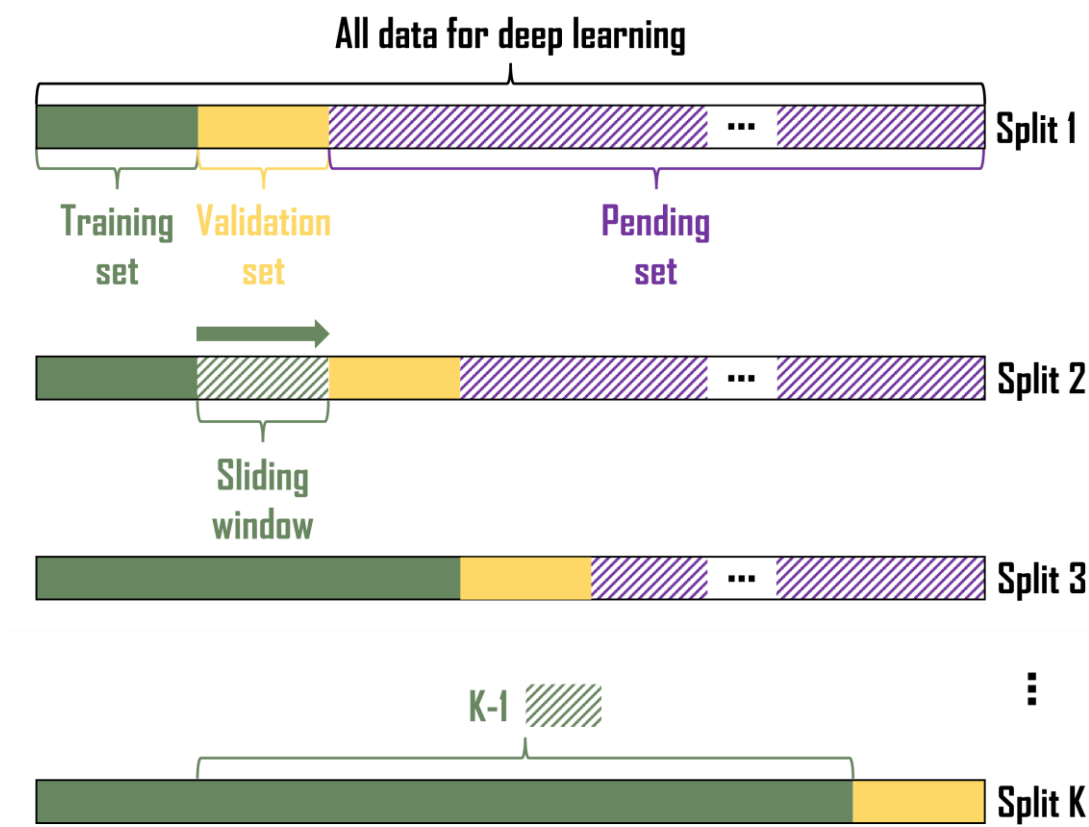 All data for deep learning
... Split 1
Training Validation Pending
set set set
... Split 2
Sliding
window
... Split 3
⋮
K-1
Split K